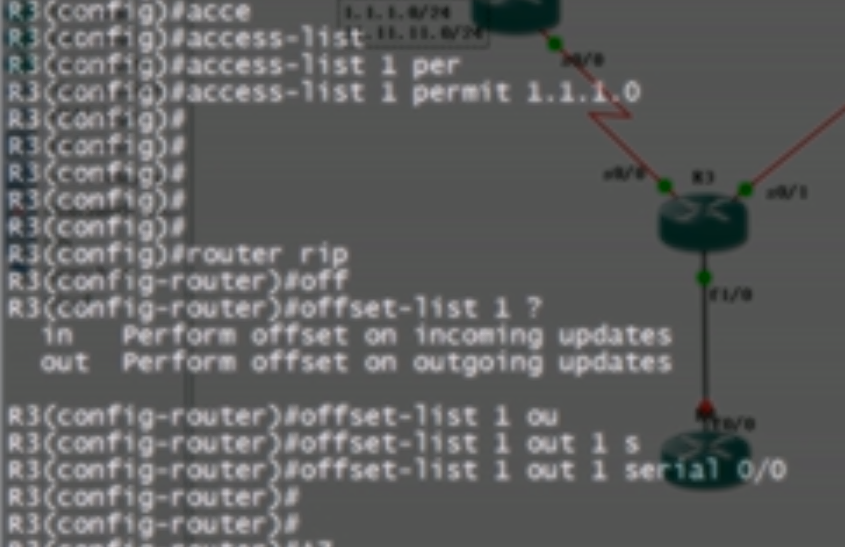 R3(config)#acce
R3(config)#access-list
R3(config)#access-list 1 per
R3(config)#access-list 1 permit 1.1.1.0
R3(config)#
R3(config)#
R3(config)#
R3(config)#
R3(config)#
R3(config)#router rip
R3(config-router)#off
R3(config-router)#offset-list 1 ?
in Perform offset on incoming updates
out Perform offset on outgoing updates
R3(config-router)#offset-list 1 ou
R3(config-router)#offset-list 1 out 1 s
R3(config-router)#offset-list 1 out 1 serial 0/0
R3(config-router)#
R3(config-router)#
1.1.1.0/24
11.11.11.0/24
s0/0
s0/0
R3
s0/1
f1/0
f0/0